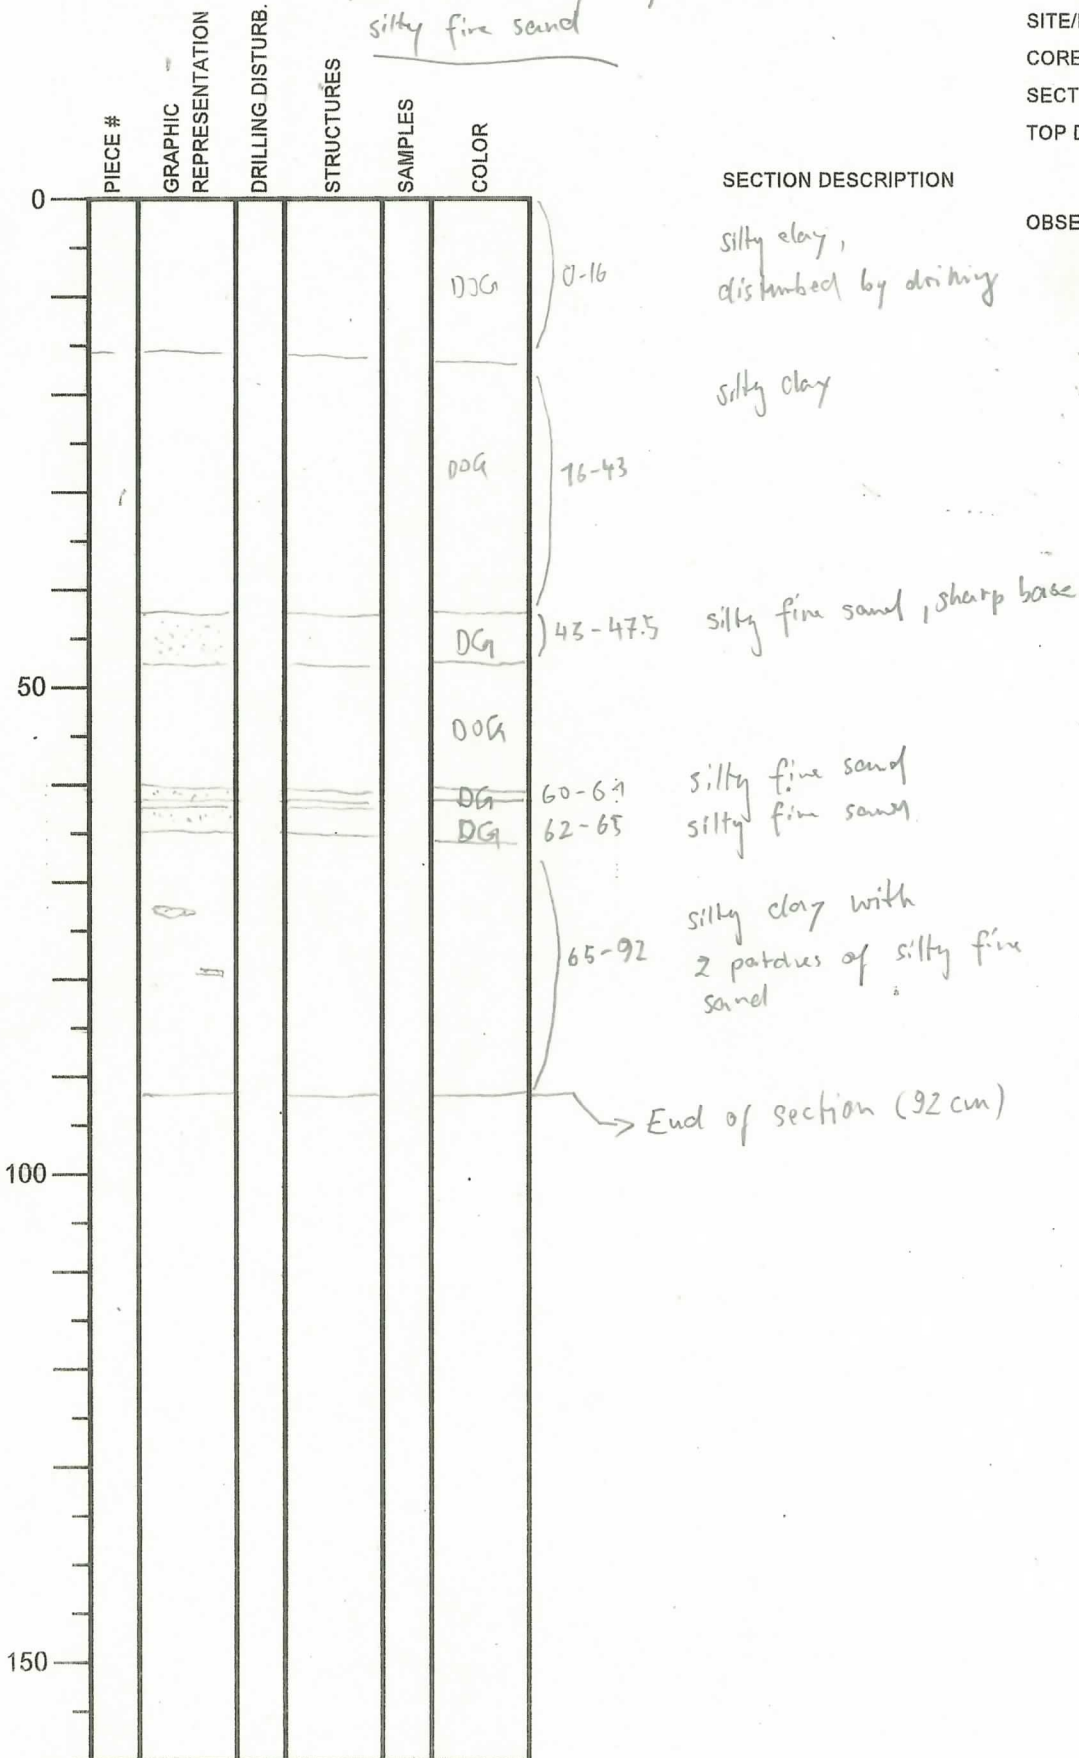 silty fine sand
SITE/
CORE
SECT
TOP D
OBSE
PIECE #
GRAPHIC
REPRESENTATION
DRILLING DISTURB.
STRUCTURES
SAMPLES
COLOR
SECTION DESCRIPTION
0
DOG
0-16
silty clay,
disturbed by drilling
DOG
16-43
silty clay
DG
43-47.5
silty fine sand, sharp base
50
DOG
DG
60-61
silty fine sand
DG
62-65
silty fine sand
65-92
silty clay with
2 patches of silty fine
sand
End of section (92 cm)
100
150